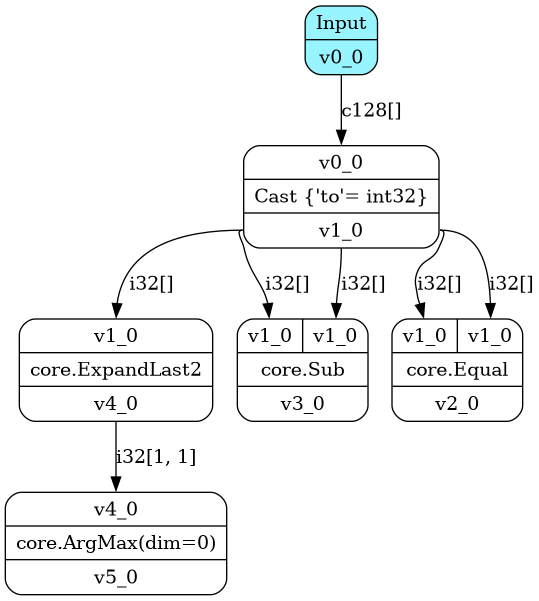 Input
v0_0
c128[]
v0_0
Cast {'to'= int32}
v1_0
i32[] i32[] i32[] i32[] i32[]
v1_0
core.ExpandLast2
v4_0
v1_0 v1_0
core.Sub
v3_0
v1_0 v1_0
core.Equal
v2_0
i32[1, 1]
v4_0
core.ArgMax(dim=0)
v5_0